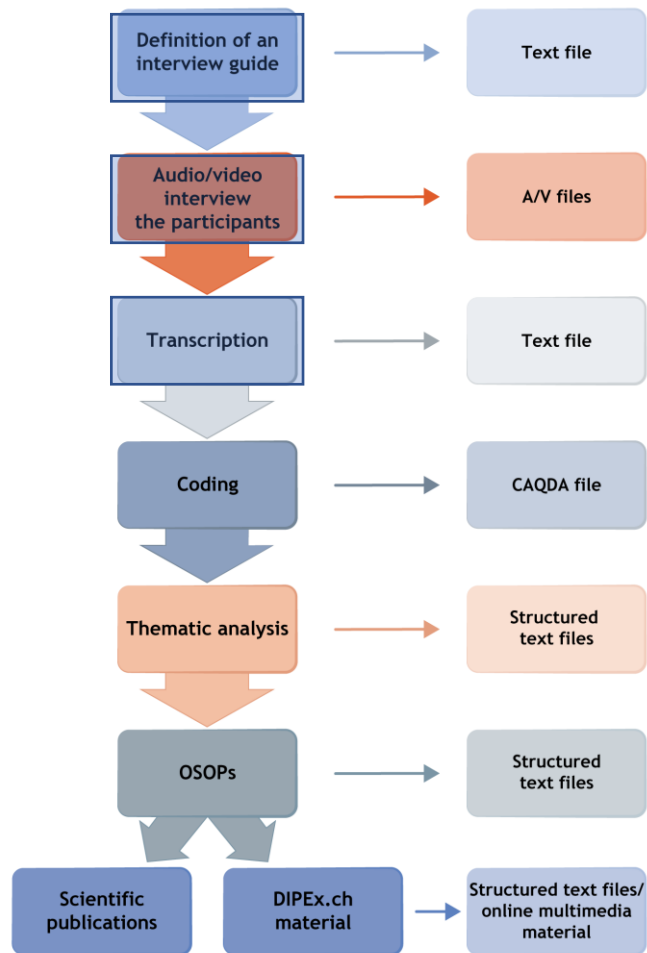 Definition of an
interview guide
Text file
Audio/video
interview
the participants
A/V files
Transcription
Text file
Coding
CAQDA file
Thematic analysis
Structured
text files
OSOPs
Structured
text files
Scientific
publications
DIPEx.ch
material
Structured text files/
online multimedia
material